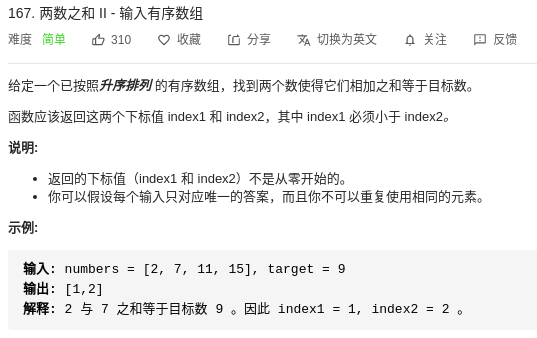 167. 两数之和 II - 输入有序数组
难度 简单 310 收藏 分享 切换为英文 关注 反馈
给定一个已按照升序排列 的有序数组，找到两个数使得它们相加之和等于目标数。
函数应该返回这两个下标值 index1 和 index2，其中 index1 必须小于 index2。
说明:
返回的下标值（index1 和 index2）不是从零开始的。
你可以假设每个输入只对应唯一的答案，而且你不可以重复使用相同的元素。
示例:
输入: numbers = [2, 7, 11, 15], target = 9
输出: [1,2]
解释: 2 与 7 之和等于目标数 9 。因此 index1 = 1, index2 = 2 。